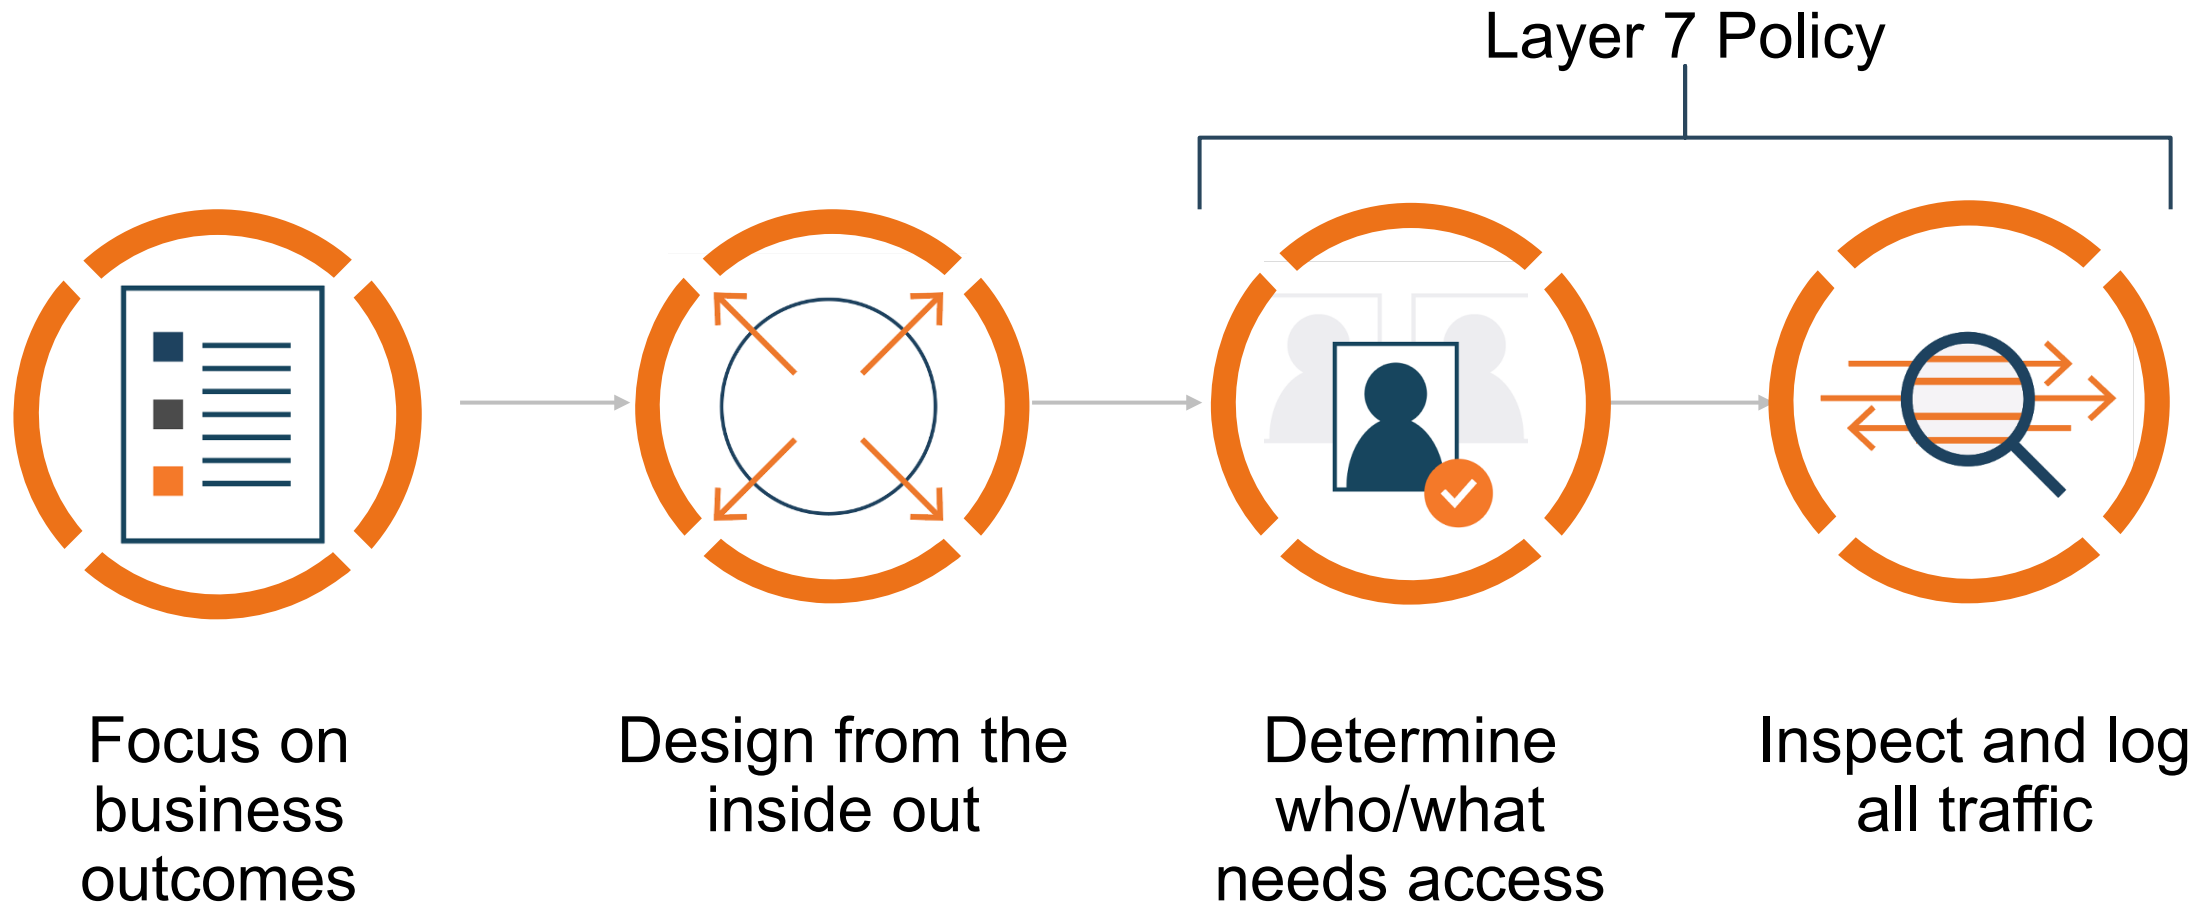 Layer 7 Policy
Focus on
business
outcomes
Design from the
inside out
Determine
who/what
needs access
Inspect and log
all traffic